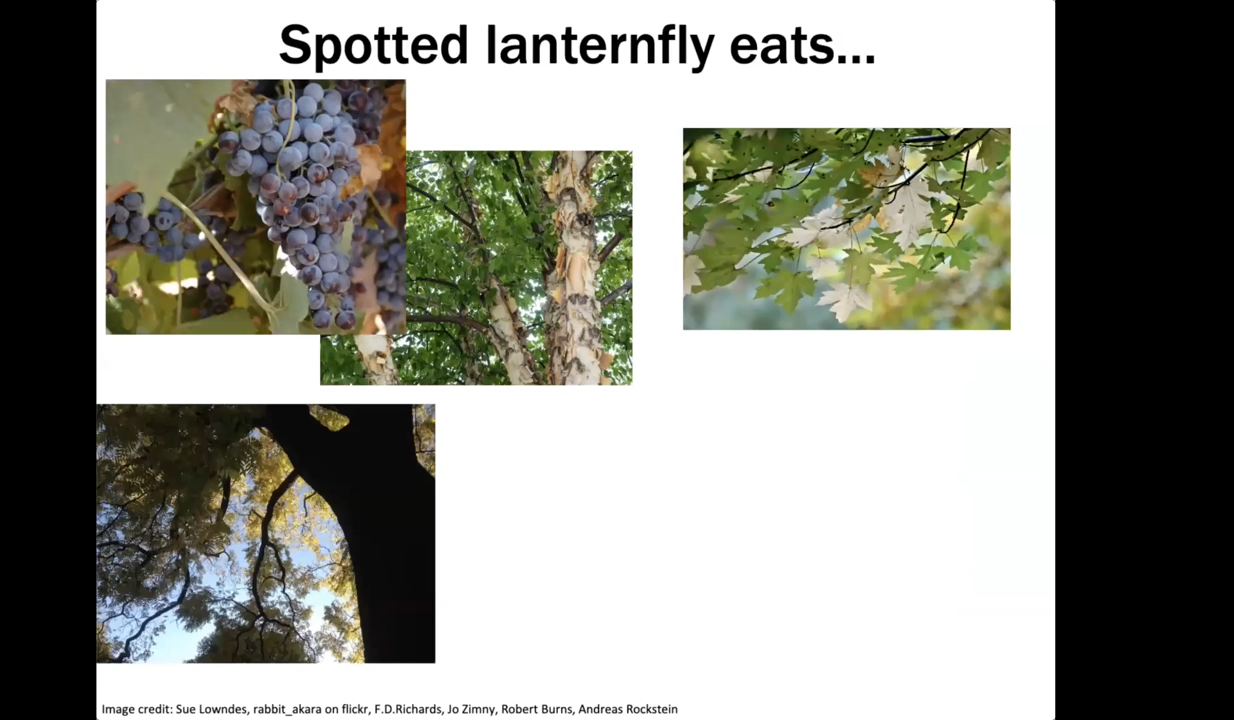 Spotted lanternfly eats...
Image credit: Sue Lowndes, rabbit_akara on flickr, F.D.Richards, Jo Zimny, Robert Burns, Andreas Rockstein